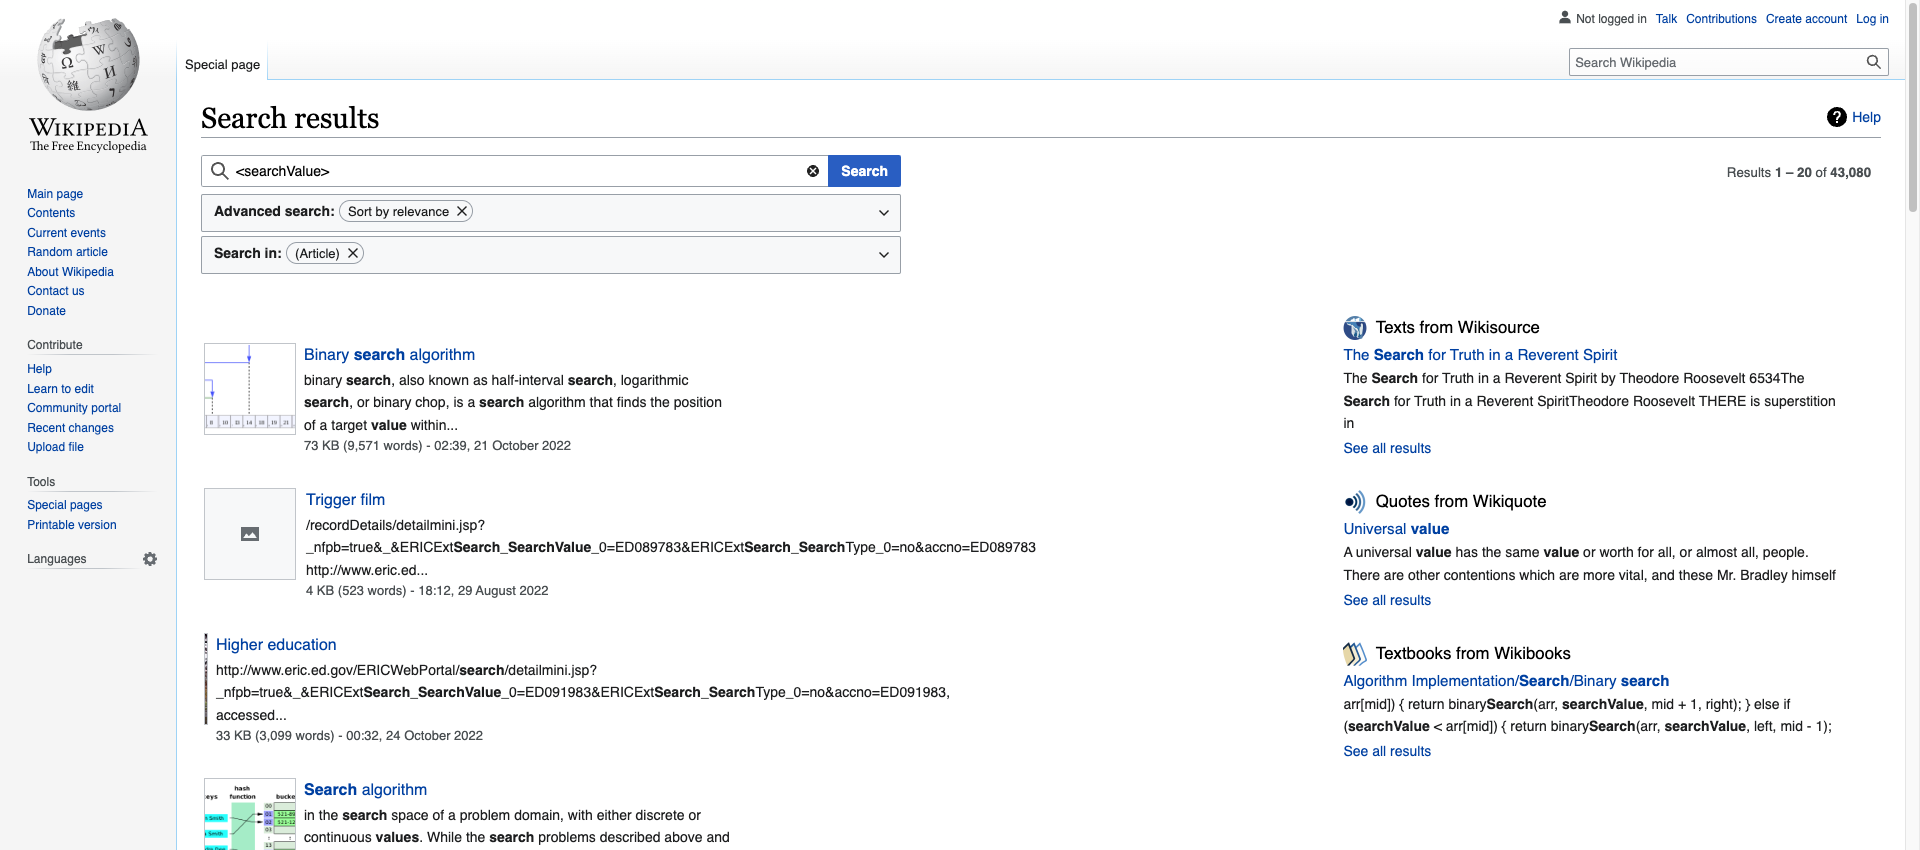 Not logged in Talk Contributions Create account Log in
Special page
Search Wikipedia
WIKIPEDIA
The Free Encyclopedia
Main page
Contents
Current events
Random article
About Wikipedia
Contact us
Donate
Contribute
Help
Learn to edit
Community portal
Recent changes
Upload file
Tools
Special pages
Printable version
Languages
Search results
? Help
<searchValue> Search
Results 1 – 20 of 43,080
Advanced search: Sort by relevance
Search in: (Article)
Binary search algorithm
binary search, also known as half-interval search, logarithmic
search, or binary chop, is a search algorithm that finds the position
of a target value within...
73 KB (9,571 words) - 02:39, 21 October 2022
Trigger film
/recordDetails/detailmini.jsp?
_nfpb=true&_&ERICExtSearch_SearchValue_0=ED089783&ERICExtSearch_SearchType_0=no&accno=ED089783
http://www.eric.ed...
4 KB (523 words) - 18:12, 29 August 2022
Higher education
http://www.eric.ed.gov/ERICWebPortal/search/detailmini.jsp?
_nfpb=true&_&ERICExtSearch_SearchValue_0=ED091983&ERICExtSearch_SearchType_0=no&accno=ED091983,
accessed...
33 KB (3,099 words) - 00:32, 24 October 2022
hash
function
Search algorithm
in the search space of a problem domain, with either discrete or
continuous values. While the search problems described above and
Texts from Wikisource
The Search for Truth in a Reverent Spirit
The Search for Truth in a Reverent Spirit by Theodore Roosevelt 6534The
Search for Truth in a Reverent SpiritTheodore Roosevelt THERE is superstition
in
See all results
Quotes from Wikiquote
Universal value
A universal value has the same value or worth for all, or almost all, people.
There are other contentions which are more vital, and these Mr. Bradley himself
See all results
Textbooks from Wikibooks
Algorithm Implementation/Search/Binary search
arr[mid]) { return binarySearch(arr, searchValue, mid + 1, right); } else if
(searchValue < arr[mid]) { return binarySearch(arr, searchValue, left, mid - 1);
See all results